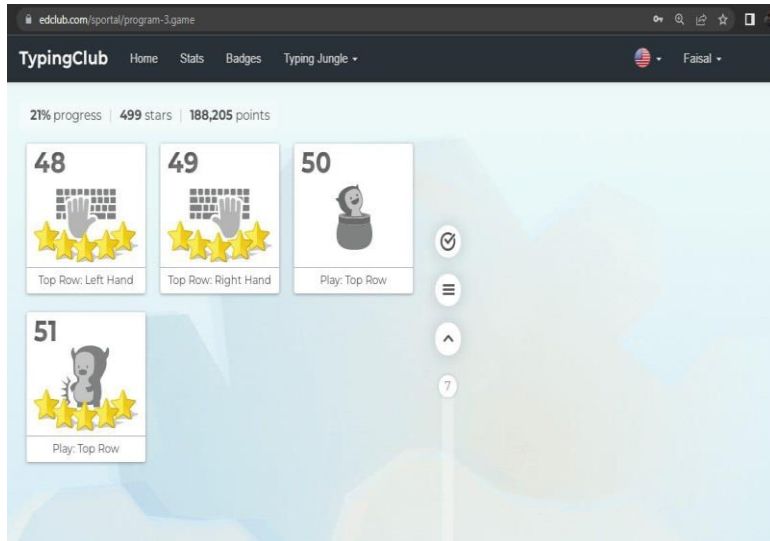 edclub.com/sportal/program-3.game
TypingClub Home Stats Badges Typing Jungle Faisal
21% progress | 499 stars | 188,205 points
48 49 50
Top Row: Left Hand Top Row: Right Hand Play: Top Row
51
7
Play: Top Row